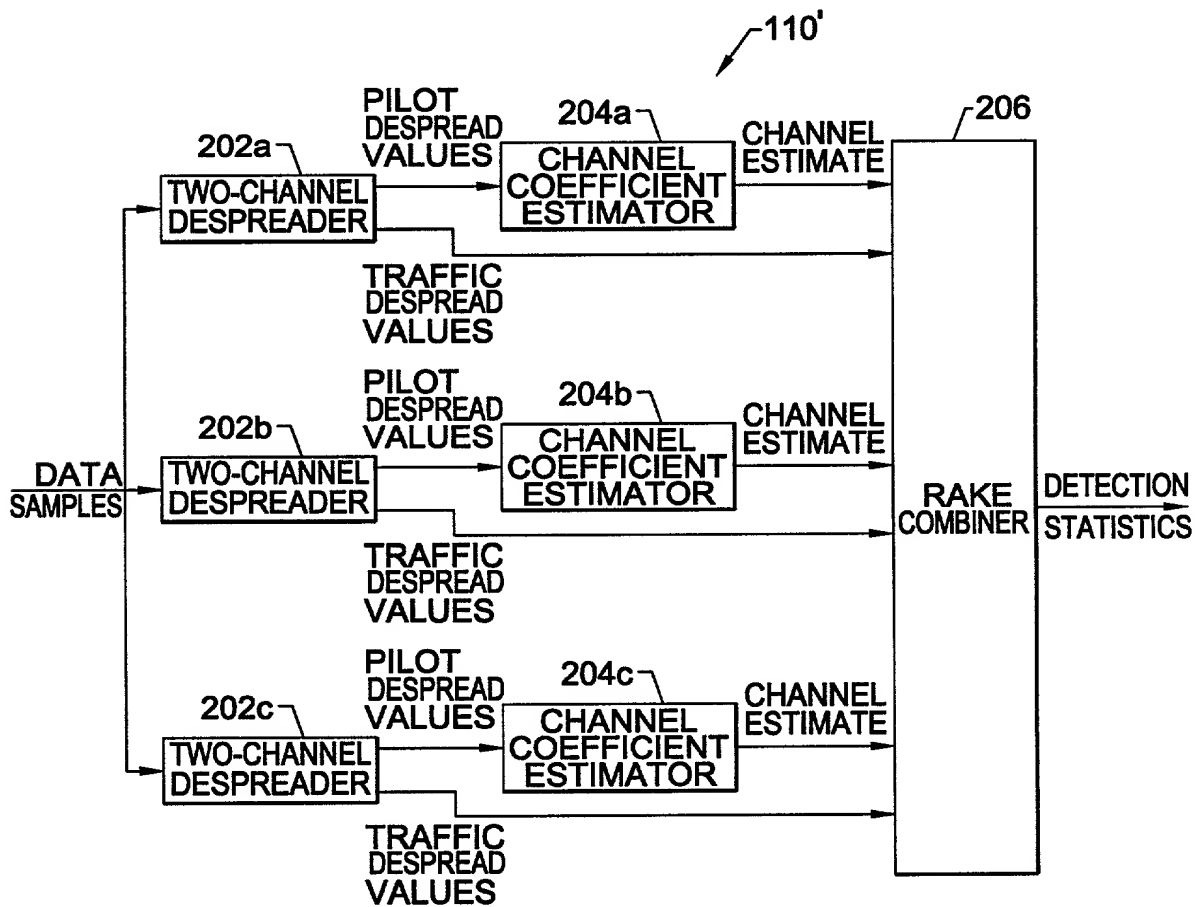 110'
PILOT
DESPREAD
VALUES
204a
CHANNEL
ESTIMATE
206
202a
TWO-CHANNEL
DESPREADER
CHANNEL
COEFFICIENT
ESTIMATOR
TRAFFIC
DESPREAD
VALUES
PILOT
DESPREAD
VALUES
204b
CHANNEL
ESTIMATE
202b
TWO-CHANNEL
DESPREADER
CHANNEL
COEFFICIENT
ESTIMATOR
DATA
SAMPLES
RAKE
COMBINER
DETECTION
STATISTICS
TRAFFIC
DESPREAD
VALUES
PILOT
DESPREAD
VALUES
204c
CHANNEL
ESTIMATE
202c
TWO-CHANNEL
DESPREADER
CHANNEL
COEFFICIENT
ESTIMATOR
TRAFFIC
DESPREAD
VALUES